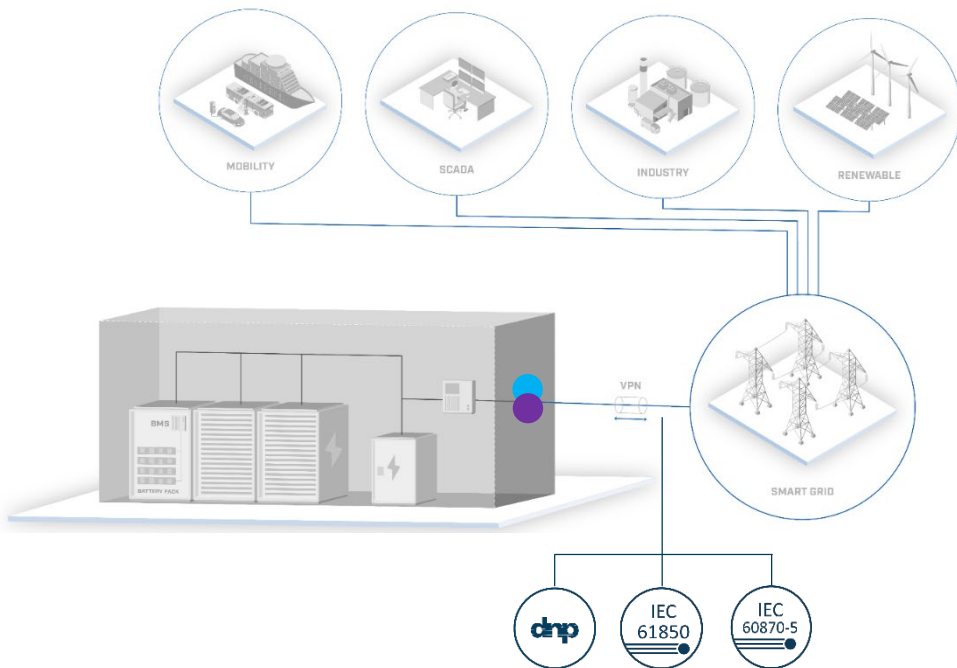 MOBILITY
SCADA
INDUSTRY
RENEWABLE
VPN
BMS
BATTERY PACK
SMART GRID
dnp
IEC
61850
IEC
60870-5